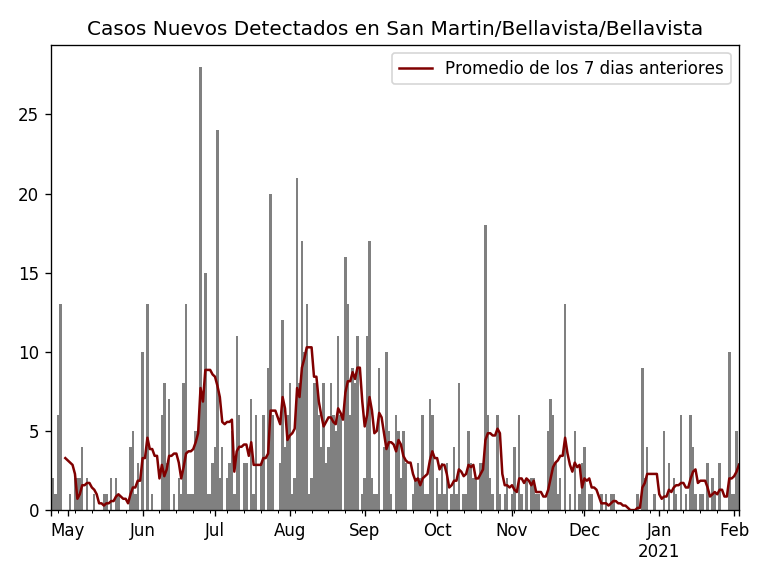 Casos Nuevos Detectados en San Martin/Bellavista/Bellavista
Promedio de los 7 dias anteriores
25
20
15
10
5
0
May Jun Jul Aug Sep Oct Nov Dec Jan Feb
2021